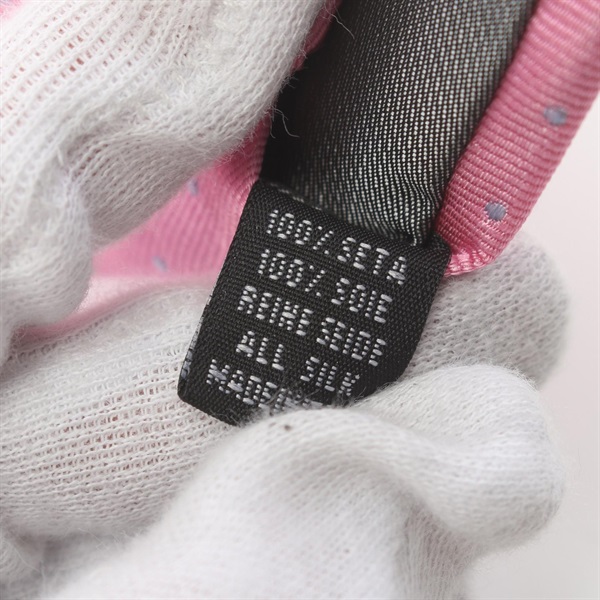 100% SETA
100% SOIE
REINE SEIDE
ALL SILK
MADE